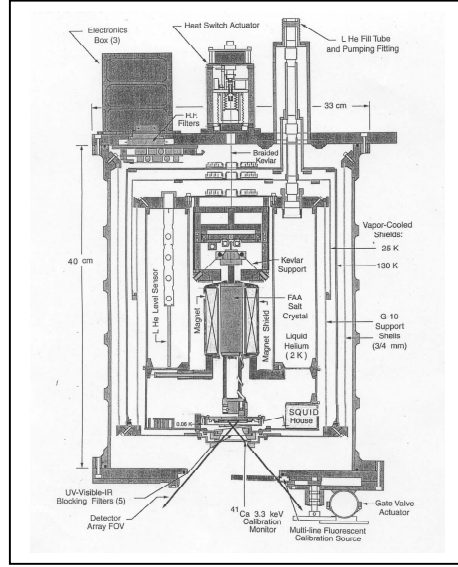 Electronics
Box (3)
Heat Switch Actuator
L He Fill Tube
and Pumping Fitting
R.F.
Filters
33 cm
Braided
Kevlar
Vapor-Cooled
Shields:
25 K
130 K
40 cm
L He Level Sensor
Kevlar
Support
Magnet
FAA
Salt
Crystal
Magnet Shield
Liquid
Helium
(2 K)
G 10
Support
Shells
(3/4 mm)
0.06 K
SQUID
House
UV-Visible-IR
Blocking Filters (5)
Detector
Array FOV
41
Ca 3.3 keV
Calibration
Monitor
Multi-line Fluorescent
Calibration Source
Gate Valve
Actuator